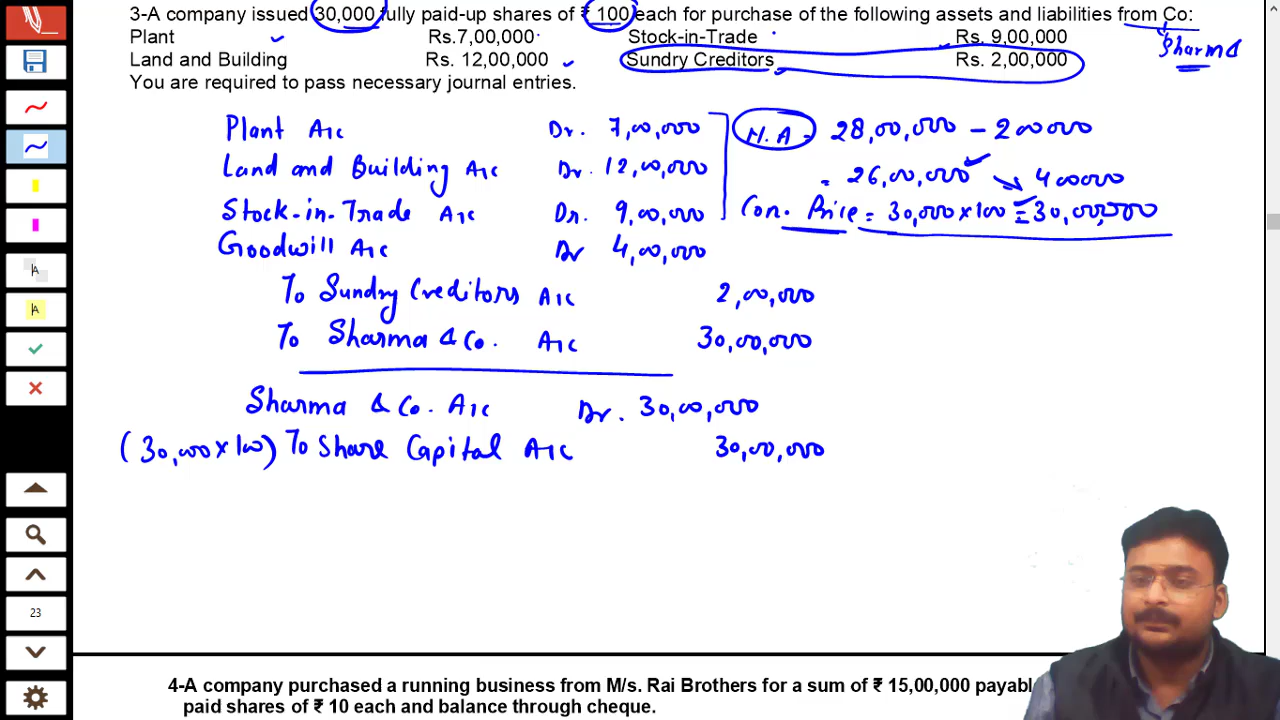 3-A company issued 30,000 fully paid-up shares of ₹ 100 each for purchase of the following assets and liabilities from Co:
Sharma
Plant Rs.7,00,000 Stock-in-Trade Rs. 9,00,000
Land and Building Rs. 12,00,000 Sundry Creditors Rs. 2,00,000
You are required to pass necessary journal entries.
Plant A/c Dr. 7,00,000
Land and Building A/c Dr. 12,00,000
Stock-in-Trade A/c Dr. 9,00,000
Goodwill A/c Dr 4,00,000
To Sundry Creditors A/c 2,00,000
To Sharma & Co. A/c 30,00,000
N.A = 28,00,000 - 200000
= 26,00,000 400000
Con. Price = 30,000 x 100 = 30,00,000
Sharma & Co. A/c Dr. 30,00,000
(30,000 x 100) To Share Capital A/c 30,00,000
A
A
23
4-A company purchased a running business from M/s. Rai Brothers for a sum of ₹ 15,00,000 payabl
paid shares of ₹ 10 each and balance through cheque.